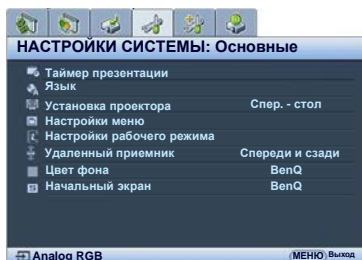 НАСТРОЙКИ СИСТЕМЫ: Основные
Таймер презентации
Язык
Установка проектора Спер. - стол
Настройки меню
Настройки рабочего режима
Удаленный приемник Спереди и сзади
Цвет фона BenQ
Начальный экран BenQ
Analog RGB МЕНЮ Выход